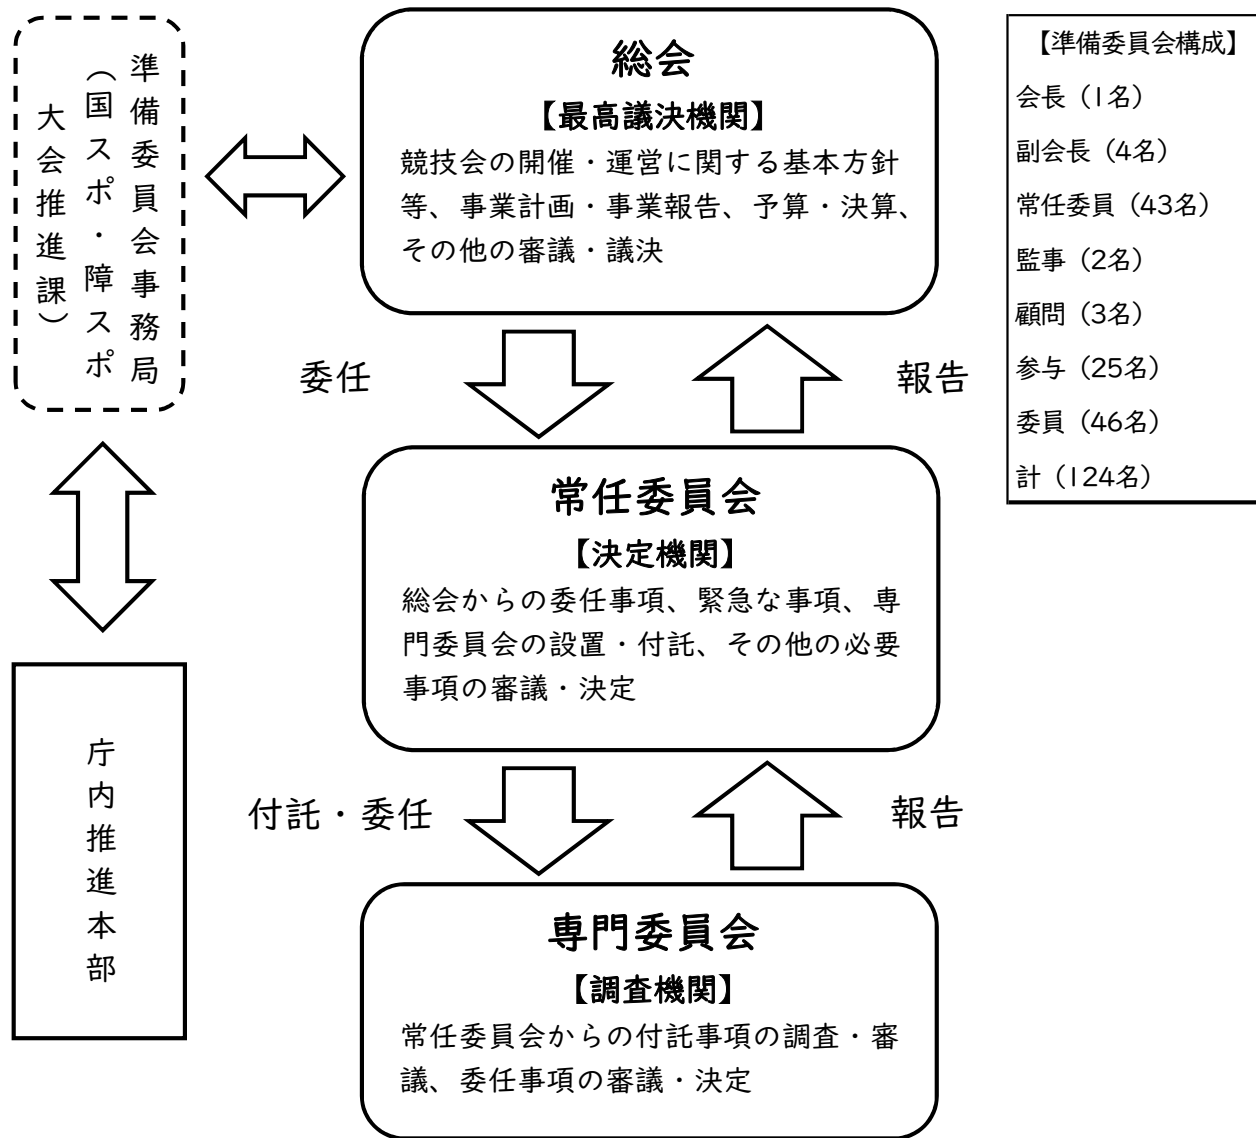 準備委員会事務局
（国スポ・障スポ
大会推進課）
総会
【最高議決機関】
競技会の開催・運営に関する基本方針
等、事業計画・事業報告、予算・決算、
その他の審議・議決
【準備委員会構成】
会長（1名）
副会長（4名）
常任委員（43名）
監事（2名）
顧問（3名）
参与（25名）
委員（46名）
計（124名）
委任
報告
常任委員会
【決定機関】
総会からの委任事項、緊急な事項、専
門委員会の設置・付託、その他の必要
事項の審議・決定
庁内推進本部
付託・委任
報告
専門委員会
【調査機関】
常任委員会からの付託事項の調査・審
議、委任事項の審議・決定